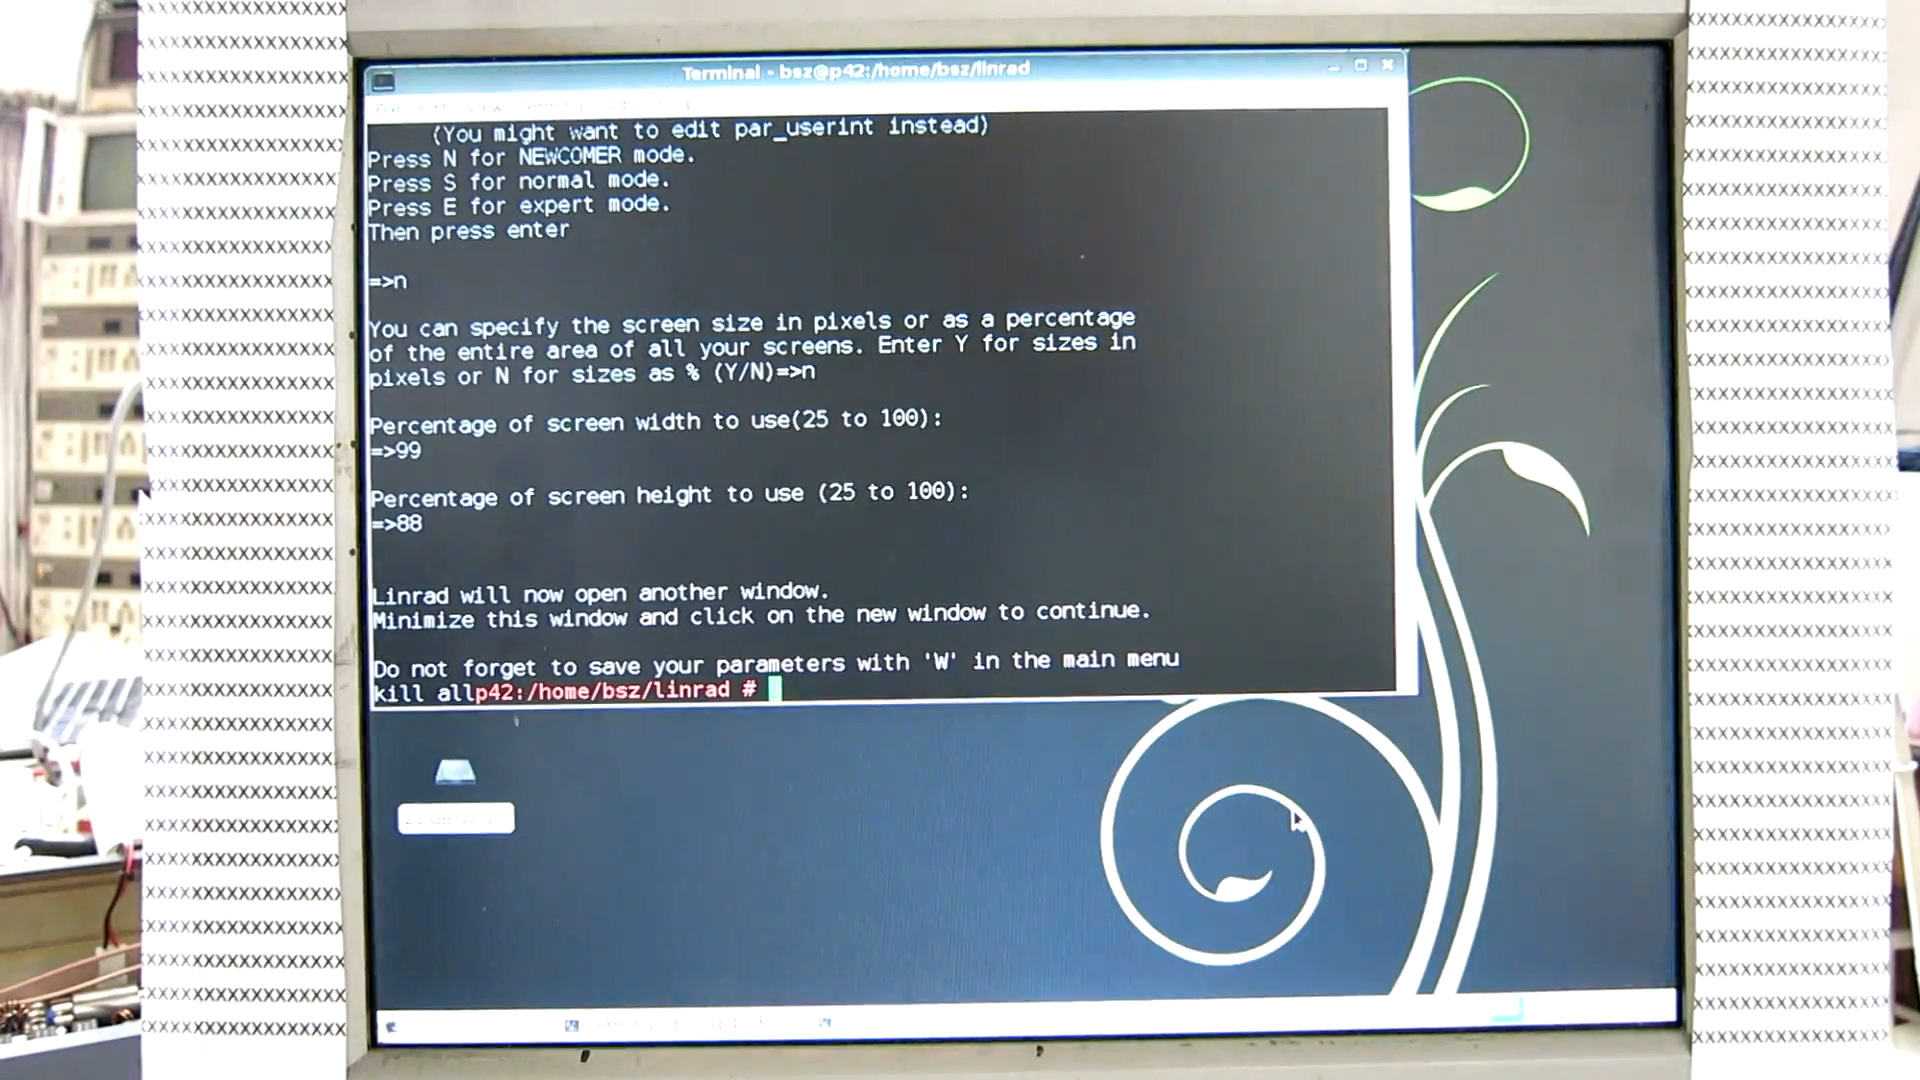 Terminal - bsz@p42:/home/bsz/linrad
(You might want to edit par_userint instead)
Press N for NEWCOMER mode.
Press S for normal mode.
Press E for expert mode.
Then press enter
=>n
You can specify the screen size in pixels or as a percentage
of the entire area of all your screens. Enter Y for sizes in
pixels or N for sizes as % (Y/N)=>n
Percentage of screen width to use(25 to 100):
=>99
Percentage of screen height to use (25 to 100):
=>88
Linrad will now open another window.
Minimize this window and click on the new window to continue.
Do not forget to save your parameters with 'W' in the main menu
kill allp42:/home/bsz/linrad #